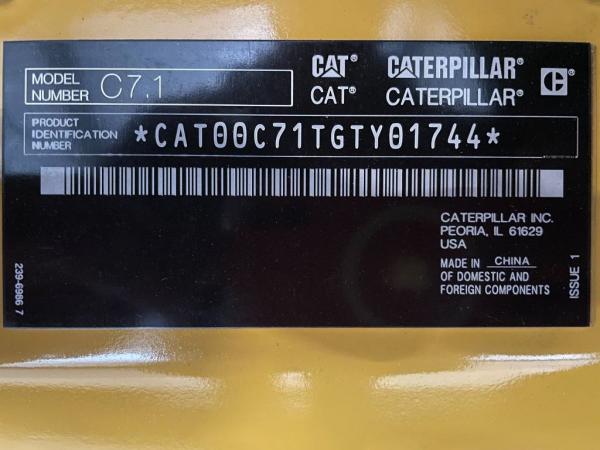 MODEL NUMBER C7.1
CAT® CATERPILLAR®
CAT® CATERPILLAR®
C®
PRODUCT
IDENTIFICATION
NUMBER
*CAT00C71TGTY01744*
CATERPILLAR INC.
PEORIA, IL 61629
USA
MADE IN CHINA
OF DOMESTIC AND
FOREIGN COMPONENTS
ISSUE 1
239-6966 7